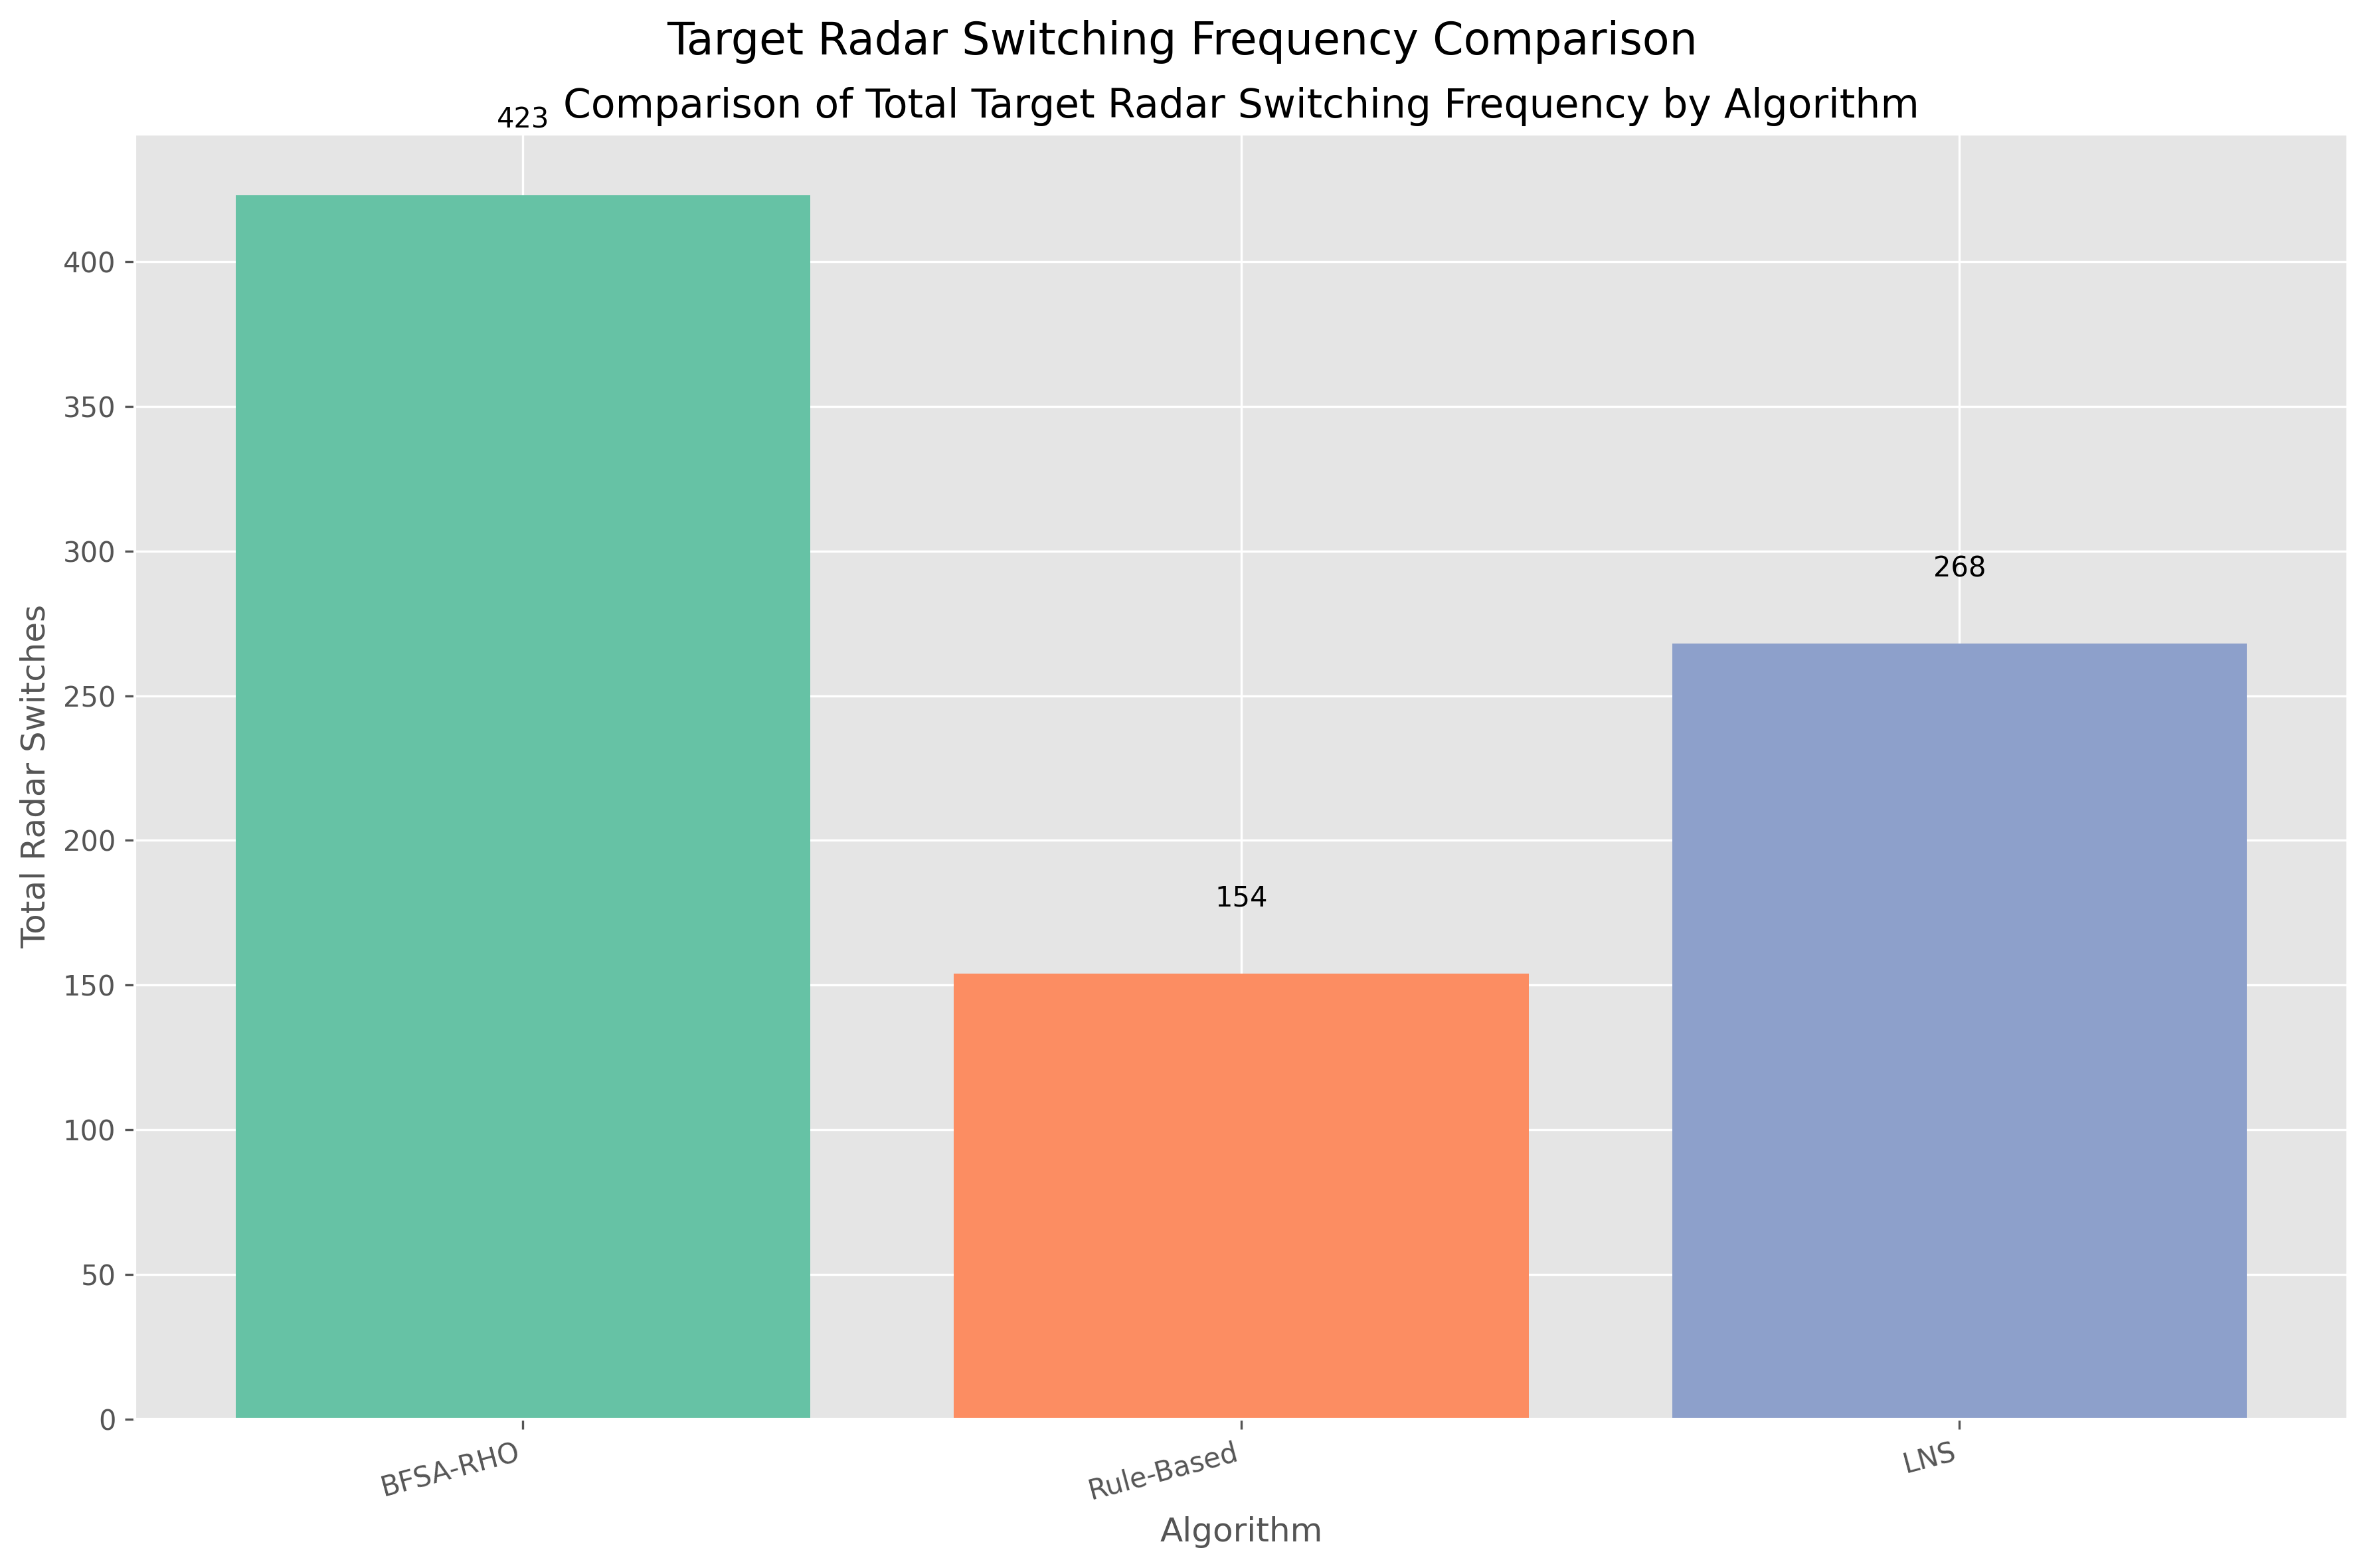 Target Radar Switching Frequency Comparison
Comparison of Total Target Radar Switching Frequency by Algorithm
423
268
154
Total Radar Switches
400
350
300
250
200
150
100
50
0
BFSA-RHO
Rule-Based
LNS
Algorithm